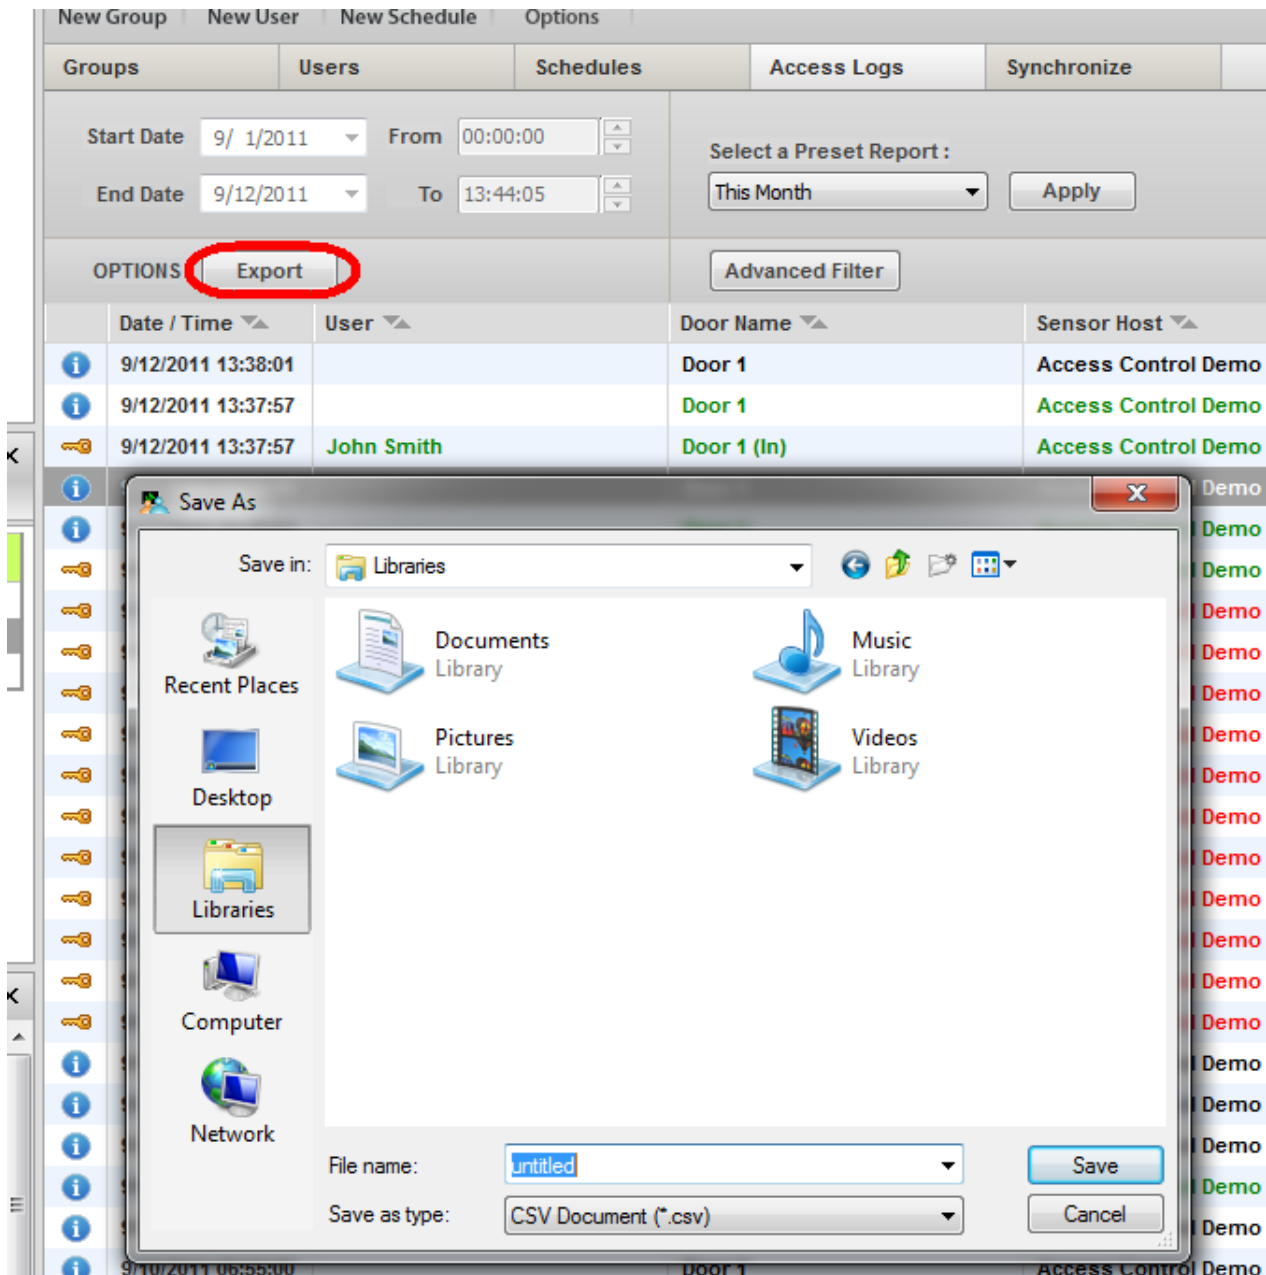 New Group New User New Schedule Options
Groups Users Schedules Access Logs Synchronize
Start Date 9/ 1/2011 From 00:00:00
Select a Preset Report :
End Date 9/12/2011 To 13:44:05 This Month Apply
OPTIONS Export Advanced Filter
Date / Time User Door Name Sensor Host
9/12/2011 13:38:01 Door 1 Access Control Demo
9/12/2011 13:37:57 Door 1 Access Control Demo
9/12/2011 13:37:57 John Smith Door 1 (In) Access Control Demo
Demo
Save As
Demo
Save in: Libraries
Demo
Demo
Documents Music
Library Library
Demo
Recent Places
Demo
Pictures Videos
Demo
Library Library
Demo
Desktop
Demo
Demo
Demo
Libraries
Demo
Demo
Demo
Computer
Demo
Demo
Network
Demo
File name: untitled Save
Demo
Save as type: CSV Document (*.csv) Cancel
Demo
9/10/2011 06:55:00 Door 1 Access Control Demo